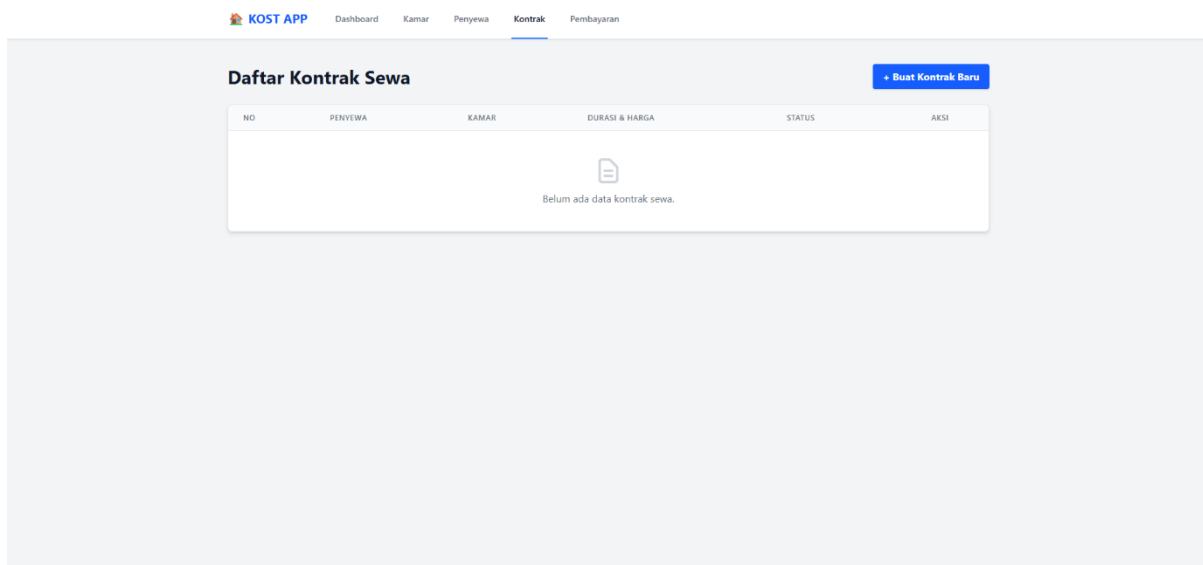 KOST APP Dashboard Kamar Penyewa Kontrak Pembayaran
Daftar Kontrak Sewa
+ Buat Kontrak Baru
NO PENYEWA KAMAR DURASI & HARGA STATUS AKSI
Belum ada data kontrak sewa.